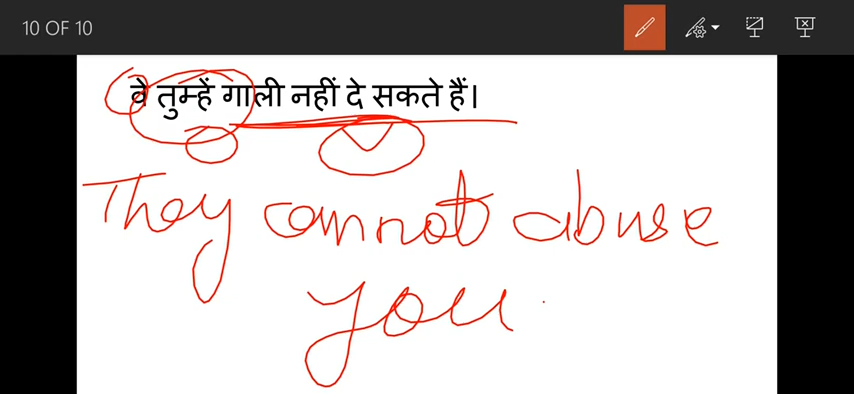 10 OF 10
वे तुम्हें गाली नहीं दे सकते हैं।
They cannot abuse
you.